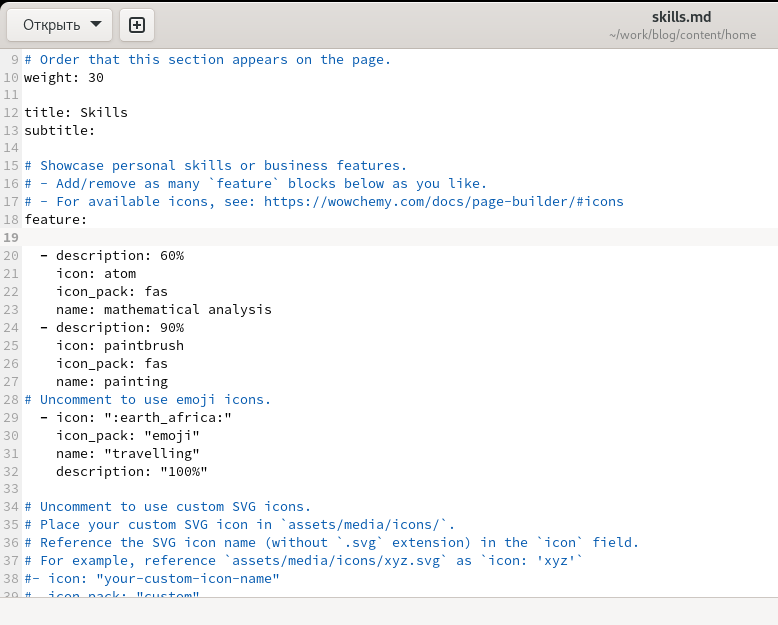 Открыть
skills.md
~/work/blog/content/home
9 # Order that this section appears on the page.
10 weight: 30
11
12 title: Skills
13 subtitle:
14
15 # Showcase personal skills or business features.
16 # - Add/remove as many `feature` blocks below as you like.
17 # - For available icons, see: https://wowchemy.com/docs/page-builder/#icons
18 feature:
19
20   - description: 60%
21     icon: atom
22     icon_pack: fas
23     name: mathematical analysis
24   - description: 90%
25     icon: paintbrush
26     icon_pack: fas
27     name: painting
28 # Uncomment to use emoji icons.
29   - icon: ":earth_africa:"
30     icon_pack: "emoji"
31     name: "travelling"
32     description: "100%"
33
34 # Uncomment to use custom SVG icons.
35 # Place your custom SVG icon in `assets/media/icons/`.
36 # Reference the SVG icon name (without `.svg` extension) in the `icon` field.
37 # For example, reference `assets/media/icons/xyz.svg` as `icon: 'xyz'`
38 #- icon: "your-custom-icon-name"
39 #  icon_pack: "custom"